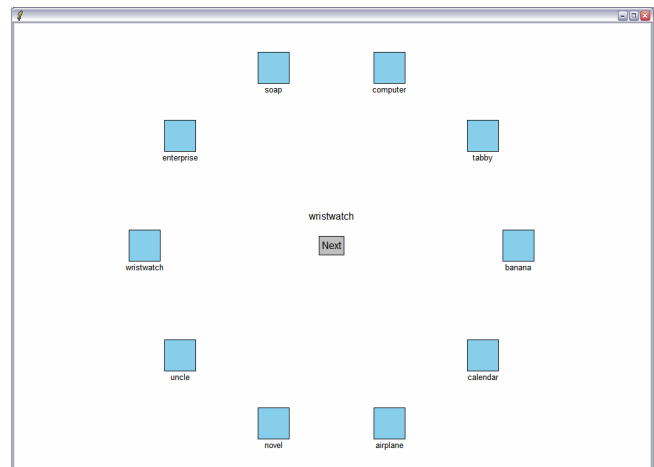 soap
computer
enterprise
tabby
wristwatch
Next
wristwatch
banana
uncle
calendar
novel
airplane